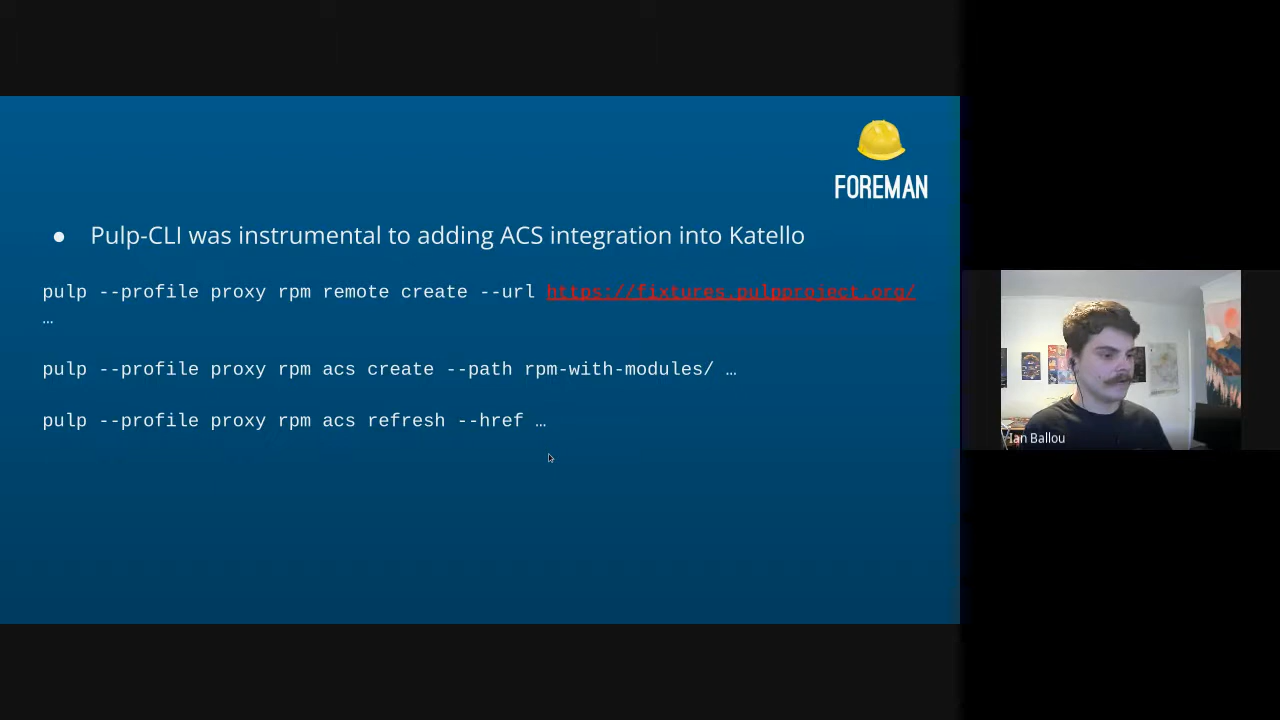 FOREMAN
● Pulp-CLI was instrumental to adding ACS integration into Katello
pulp --profile proxy rpm remote create --url https://fixtures.pulpproject.org/
…
pulp --profile proxy rpm acs create --path rpm-with-modules/ …
pulp --profile proxy rpm acs refresh --href …
Ian Ballou